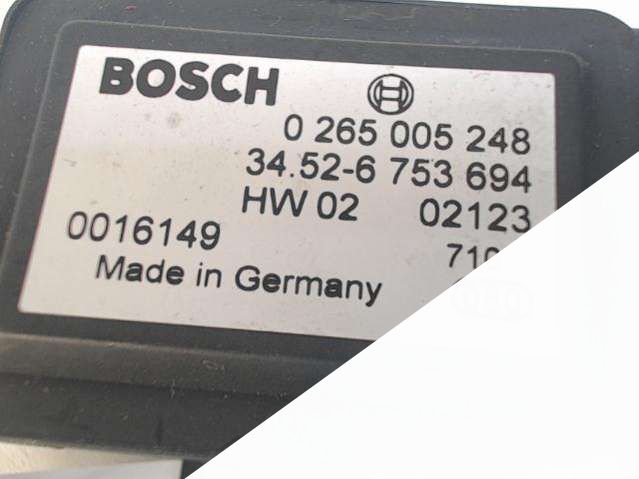 BOSCH
0 265 005 248
34.52-6 753 694
HW 02 02123
0016149
Made in Germany